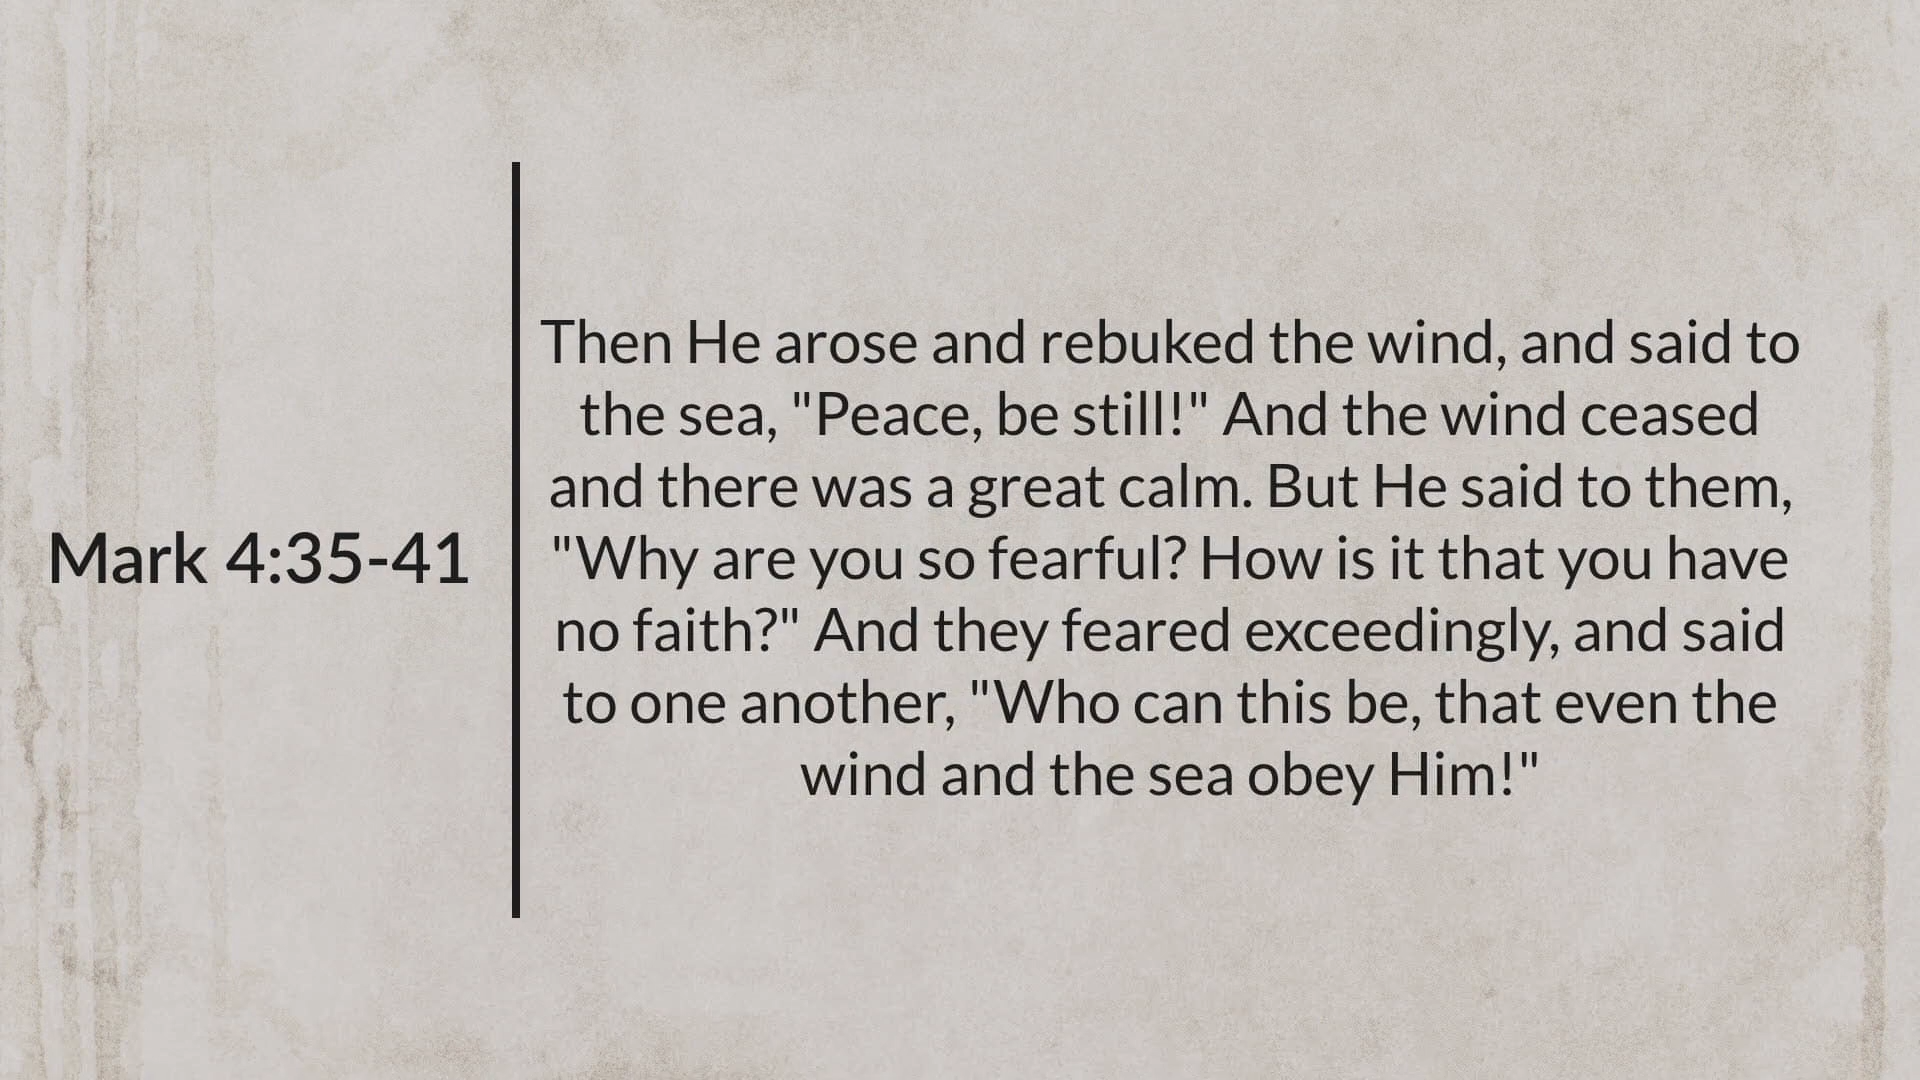 Mark 4:35-41
Then He arose and rebuked the wind, and said to
the sea, "Peace, be still!" And the wind ceased
and there was a great calm. But He said to them,
"Why are you so fearful? How is it that you have
no faith?" And they feared exceedingly, and said
to one another, "Who can this be, that even the
wind and the sea obey Him!"